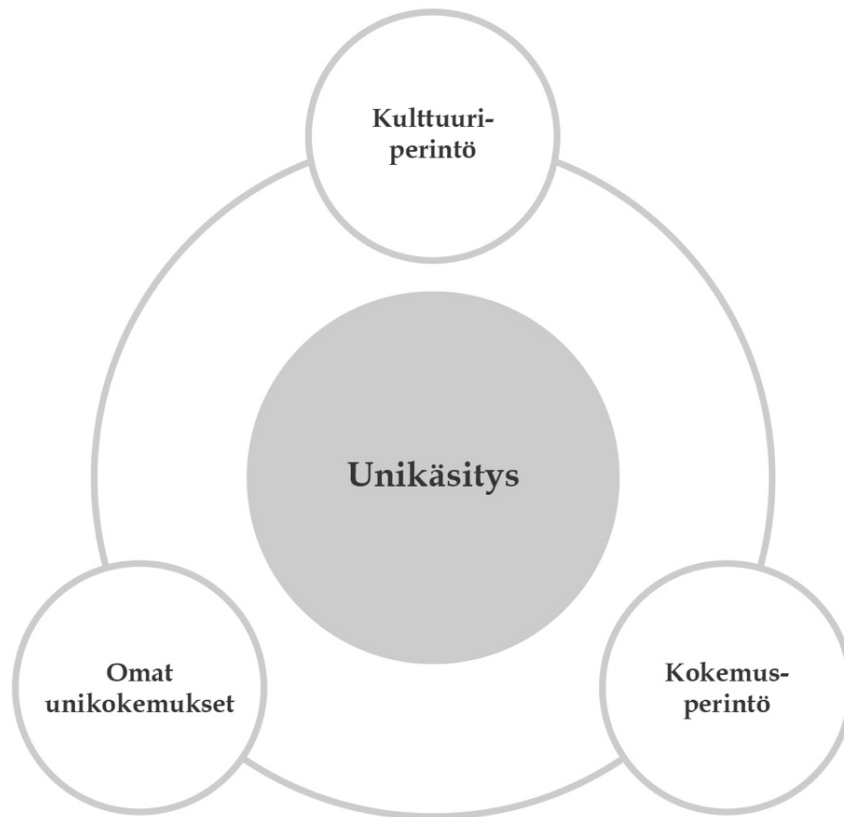 Kulttuuri-
perintö
Unikäsitys
Omat
unikokemukset
Kokemus-
perintö